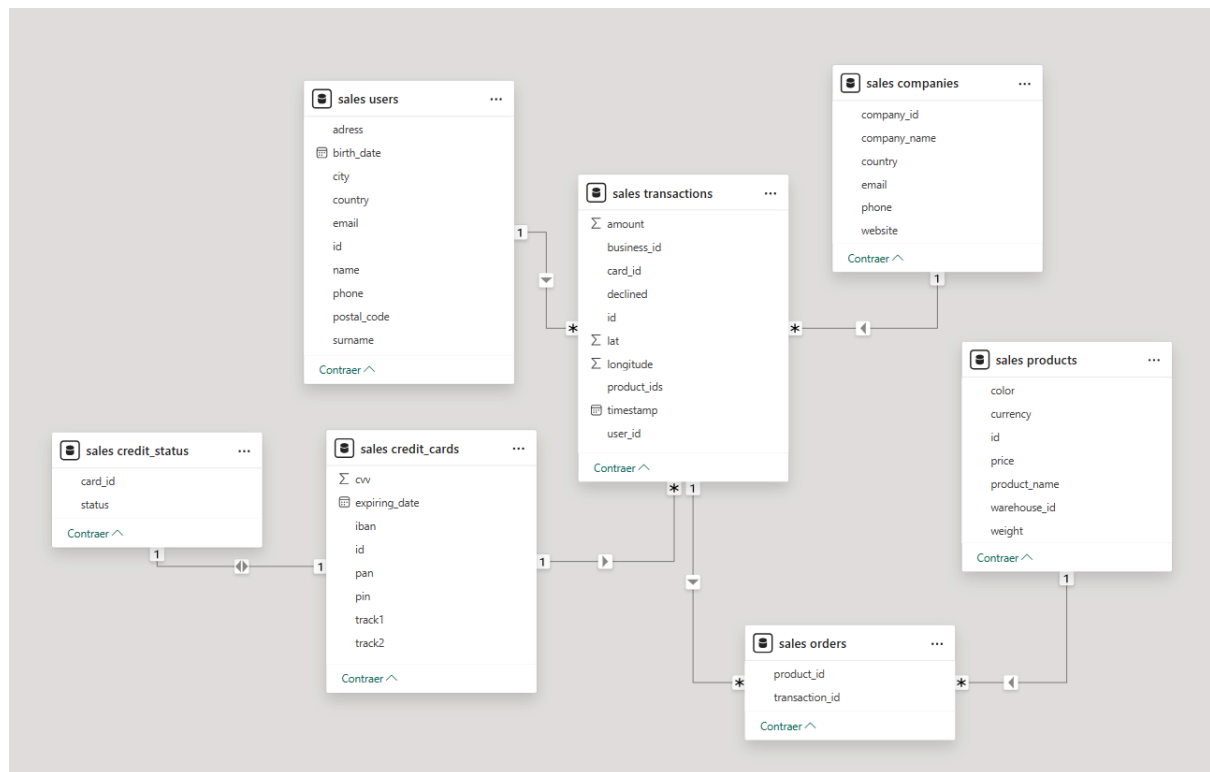 sales users
adress
birth_date
city
country
email
id
name
phone
postal_code
surname
Contraer
sales companies
company_id
company_name
country
email
phone
website
Contraer
sales transactions
amount
business_id
card_id
declined
id
lat
longitude
product_ids
timestamp
user_id
Contraer
sales products
color
currency
id
price
product_name
warehouse_id
weight
Contraer
sales credit_status
card_id
status
Contraer
sales credit_cards
cvv
expiring_date
iban
id
pan
pin
track1
track2
Contraer
sales orders
product_id
transaction_id
Contraer
1
*
1
*
1
1
1
*
1
*
1
*